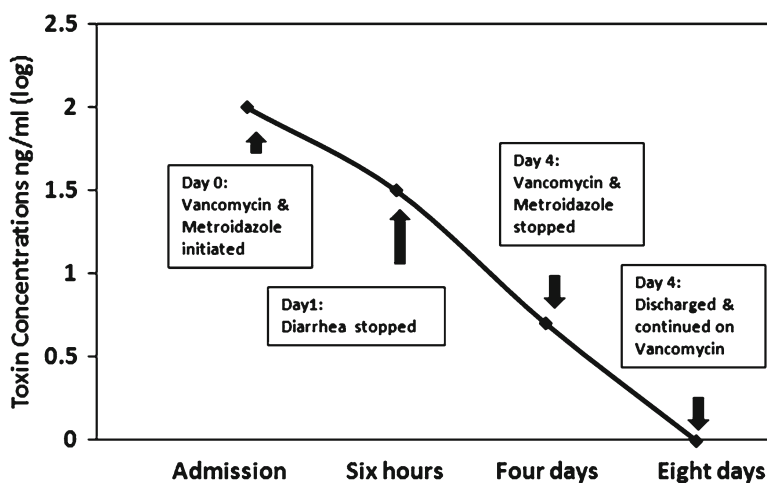 Toxin Concentrations ng/ml (log)
2.5
2
1.5
1
0.5
0
Day 0:
Vancomycin &
Metroidazole
initiated
Day1:
Diarrhea stopped
Day 4:
Vancomycin &
Metroidazole
stopped
Day 4:
Discharged &
continued on
Vancomycin
Admission
Six hours
Four days
Eight days